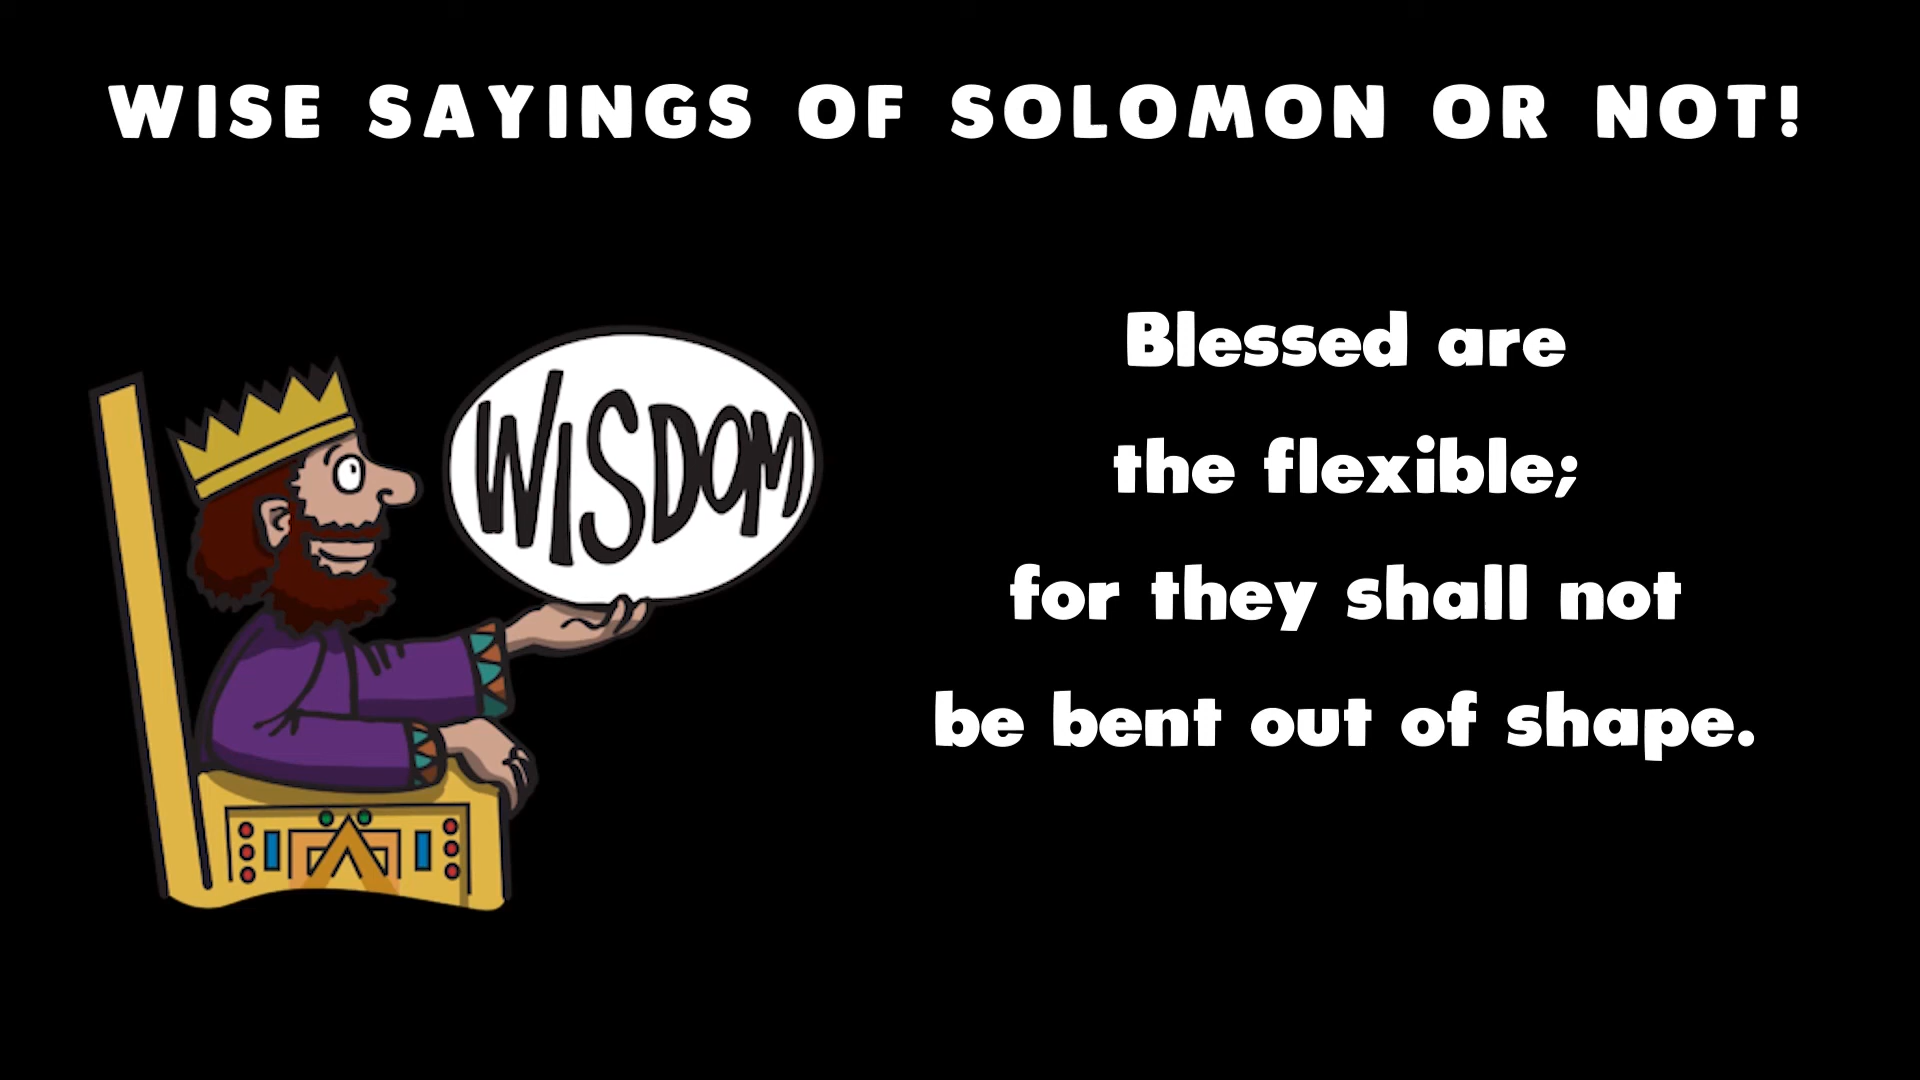 WISE SAYINGS OF SOLOMON OR NOT!
WISDOM
Blessed are
the flexible;
for they shall not
be bent out of shape.